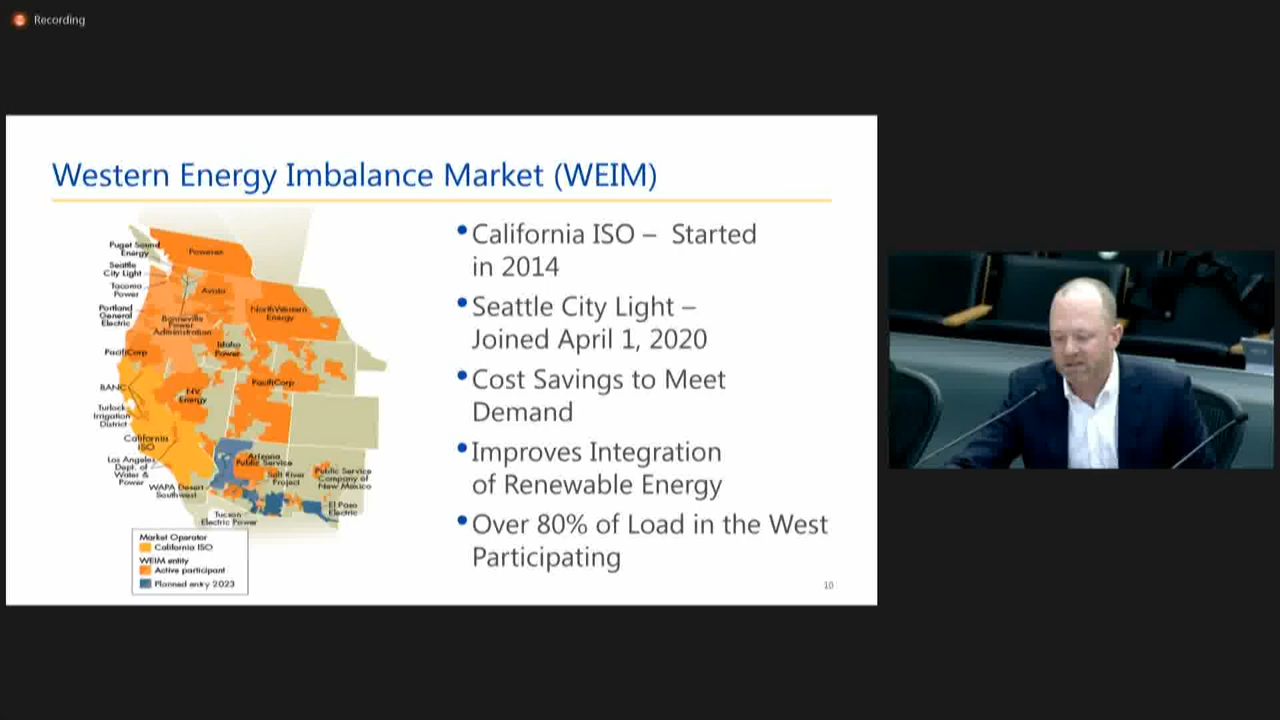 Recording
Western Energy Imbalance Market (WEIM)
Puget Sound
Energy
Seattle
City Light
Tacoma
Power
Portland
General
Electric
PacifiCorp
BANC
Turlock
Irrigation
District
California
ISO
Los Angeles
Dept. of
Water &
Power
WAPA Desert
Southwest
Tucson
Electric Power
Powerex
Avista
Bonneville
Power
Administration
NorthWestern
Energy
Idaho
Power
PacifiCorp
NV
Energy
Arizona
Public Service
Salt River
Project
Public Service
Company of
New Mexico
El Paso
Electric
Market Operator
California ISO
WEIM entity
Active participant
Planned entry 2023
•California ISO – Started
in 2014
•Seattle City Light –
Joined April 1, 2020
•Cost Savings to Meet
Demand
•Improves Integration
of Renewable Energy
•Over 80% of Load in the West
Participating
10